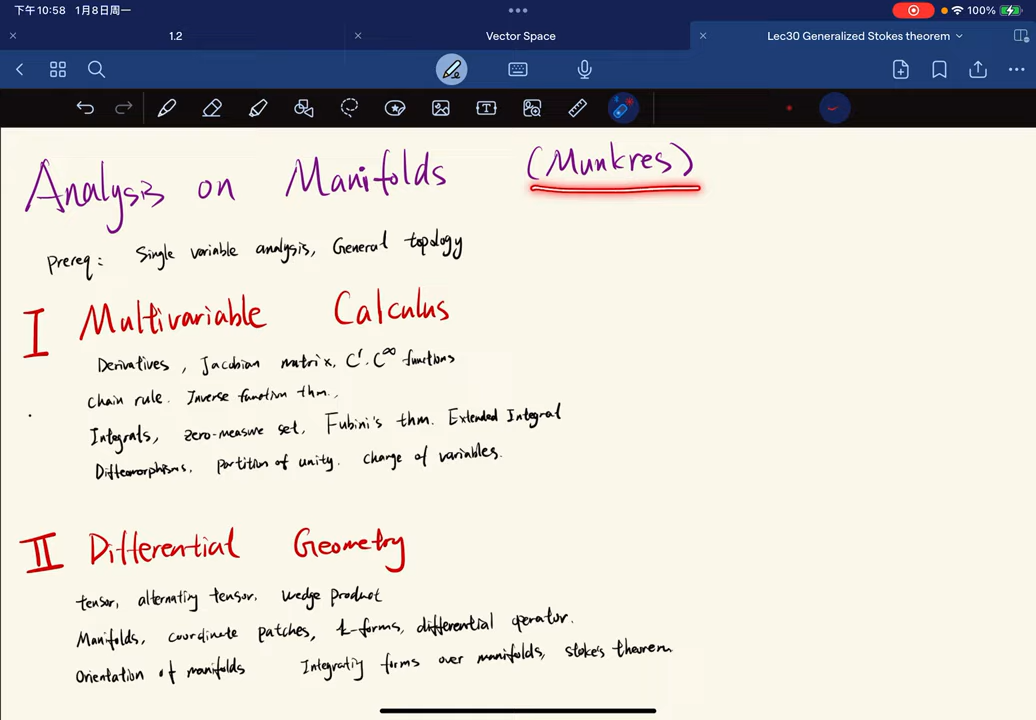 下午10:58 1月8日周一
100%
1.2
Vector Space
Lec30 Generalized Stokes theorem
Analysis on Manifolds (Munkres)
Prereq: Single variable analysis, General topology
I Multivariable Calculus
Derivatives, Jacobian matrix, C^r. C^∞ functions
chain rule. Inverse function thm.,
Integrals, zero-measure set, Fubini's thm. Extended Integral
Diffeomorphisms, partition of unity. change of variables.
II Differential Geometry
tensor, alternating tensor. wedge product
Manifolds, coordinate patches, k-forms, differential operator.
Orientation of manifolds Integrating forms over manifolds, stoke's theorem